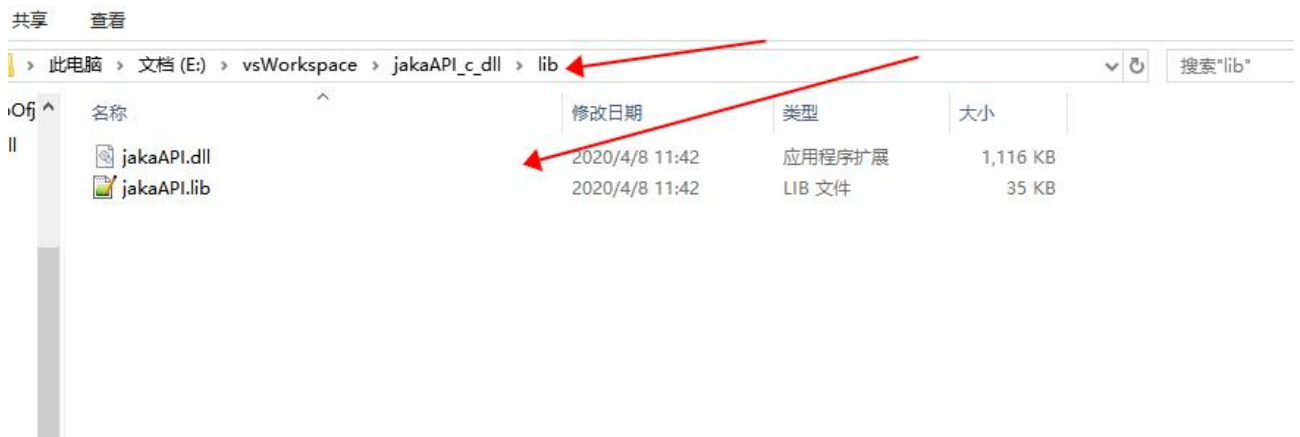 共享 查看
此电脑 › 文档 (E:) › vsWorkspace › jakaAPI_c_dll › lib 搜索"lib"
名称 修改日期 类型 大小
jakaAPI.dll 2020/4/8 11:42 应用程序扩展 1,116 KB
jakaAPI.lib 2020/4/8 11:42 LIB 文件 35 KB